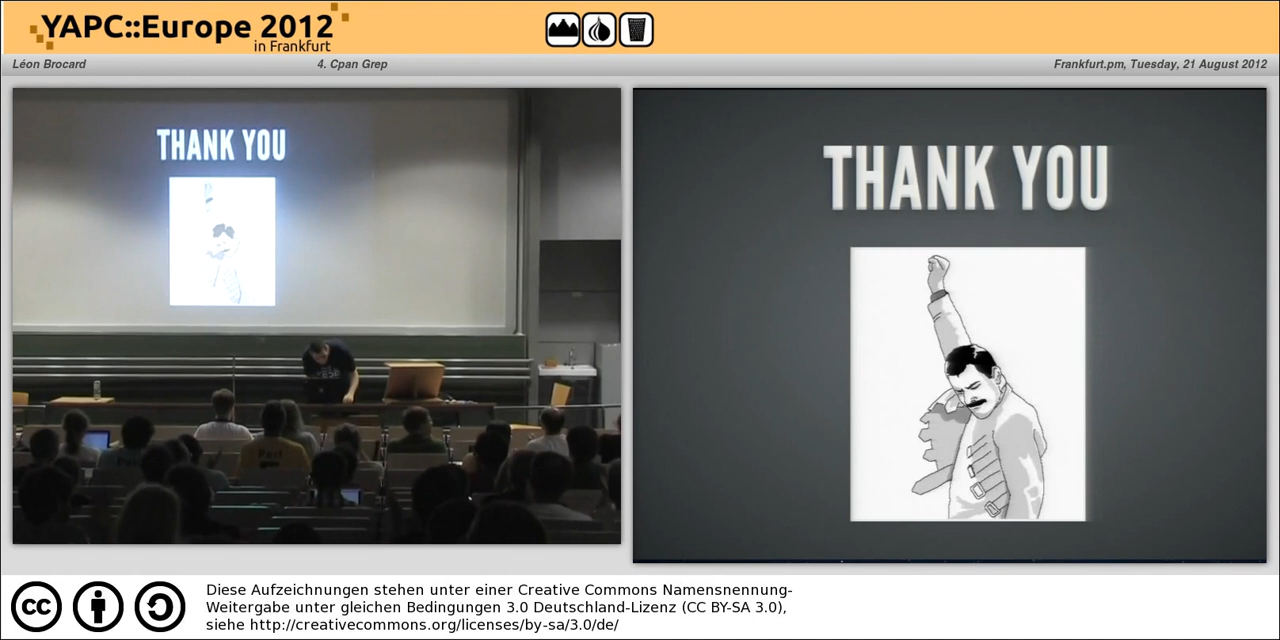 YAPC::Europe 2012
in Frankfurt
Léon Brocard
4. Cpan Grep
Frankfurt.pm, Tuesday, 21 August 2012
THANK YOU
THANK YOU
Perl
cc
Diese Aufzeichnungen stehen unter einer Creative Commons Namensnennung-
Weitergabe unter gleichen Bedingungen 3.0 Deutschland-Lizenz (CC BY-SA 3.0),
siehe http://creativecommons.org/licenses/by-sa/3.0/de/